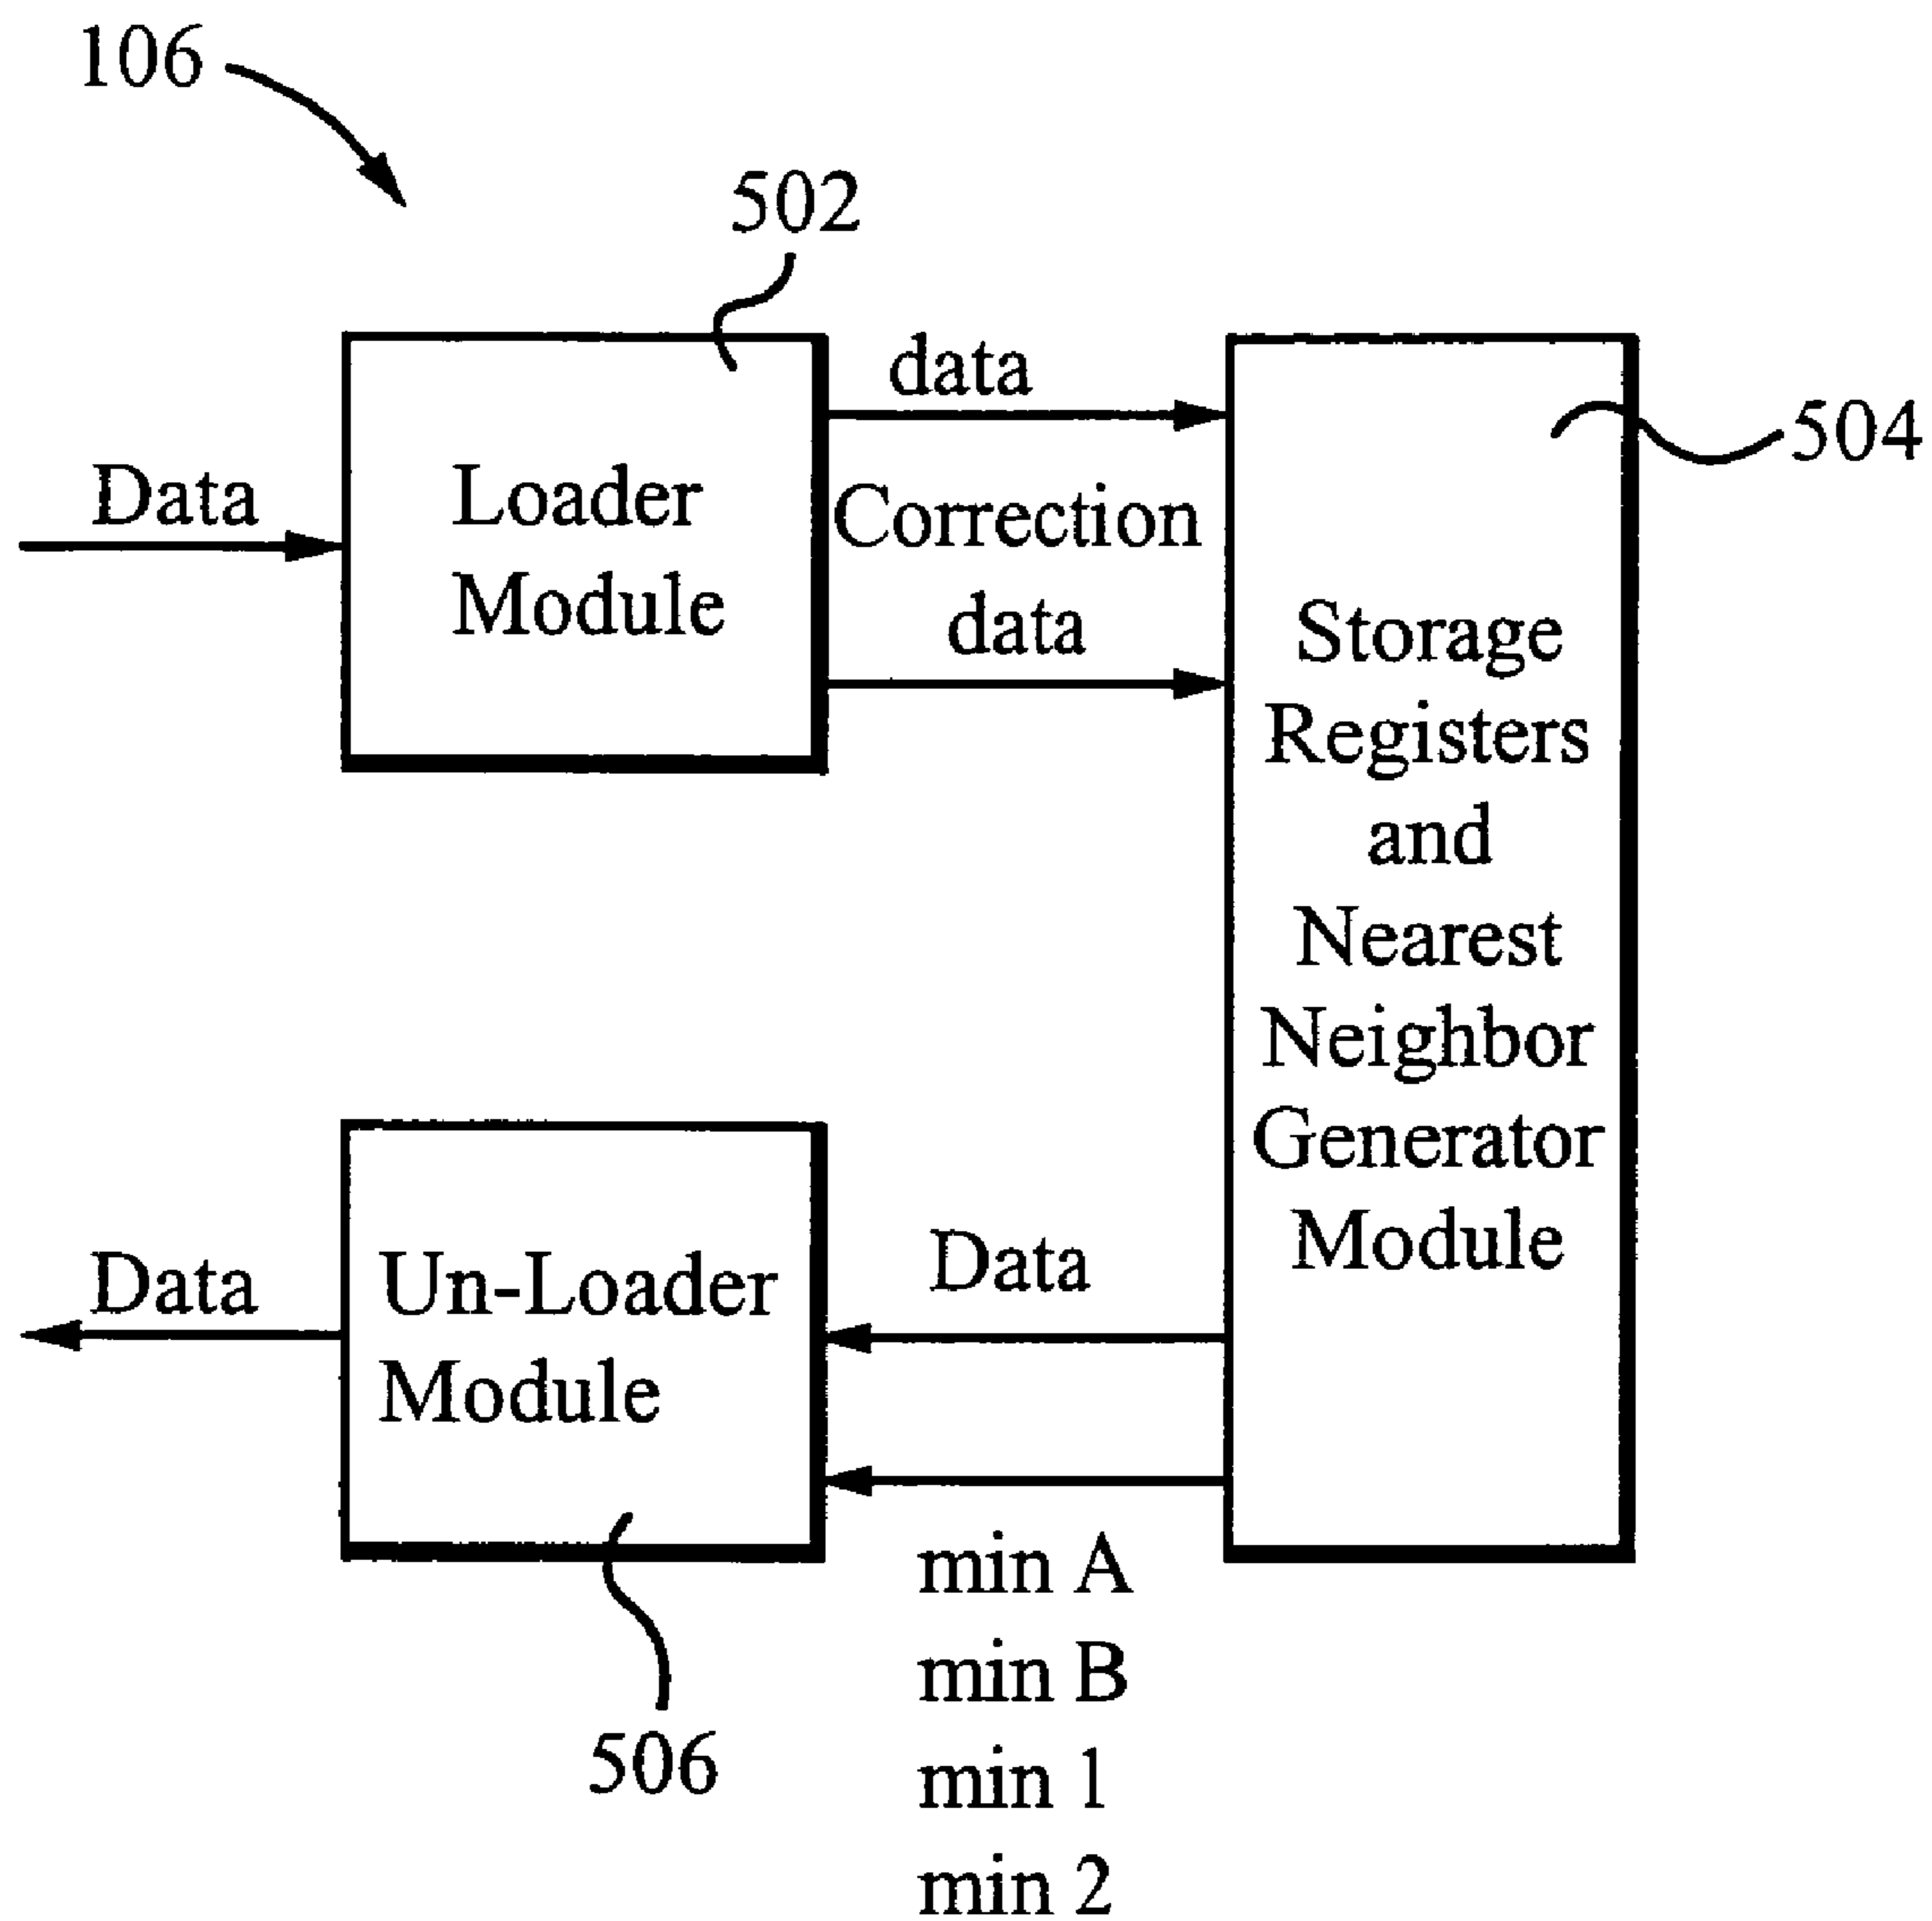 106
502
data
504
Data
Loader
Module
Correction
data
Storage
Registers
and
Nearest
Neighbor
Generator
Module
Data
Un-Loader
Module
Data
min A
min B
min 1
min 2
506